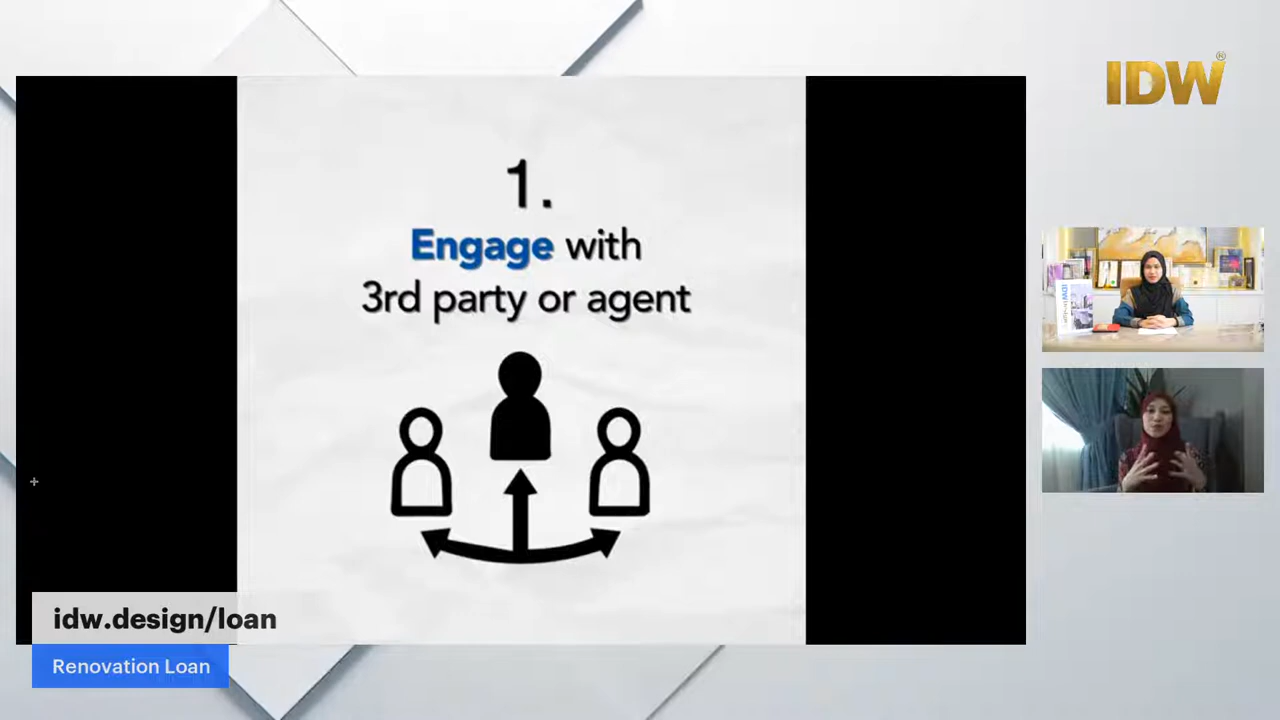 IDW®
1.
Engage with
3rd party or agent
idw.design/loan
Renovation Loan